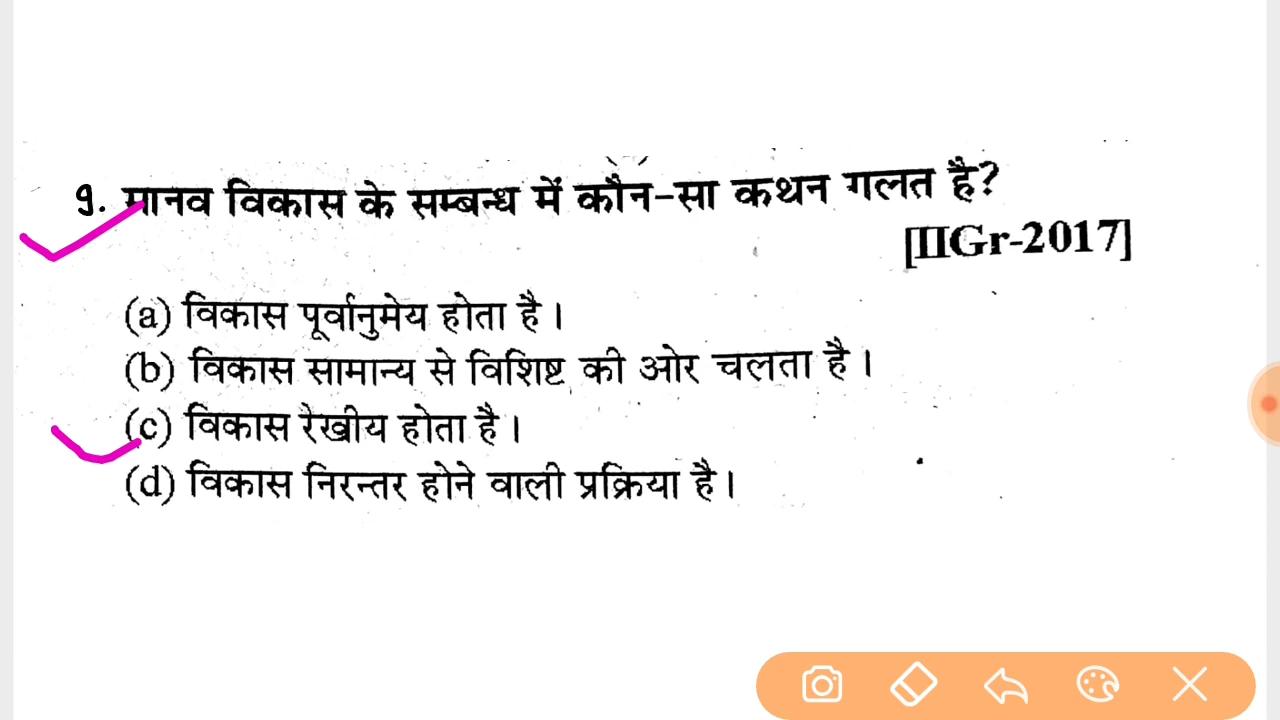 9. मानव विकास के सम्बन्ध में कौन-सा कथन गलत है?
[IIGr-2017]
(a) विकास पूर्वानुमेय होता है।
(b) विकास सामान्य से विशिष्ट की ओर चलता है।
(c) विकास रेखीय होता है।
(d) विकास निरन्तर होने वाली प्रक्रिया है।